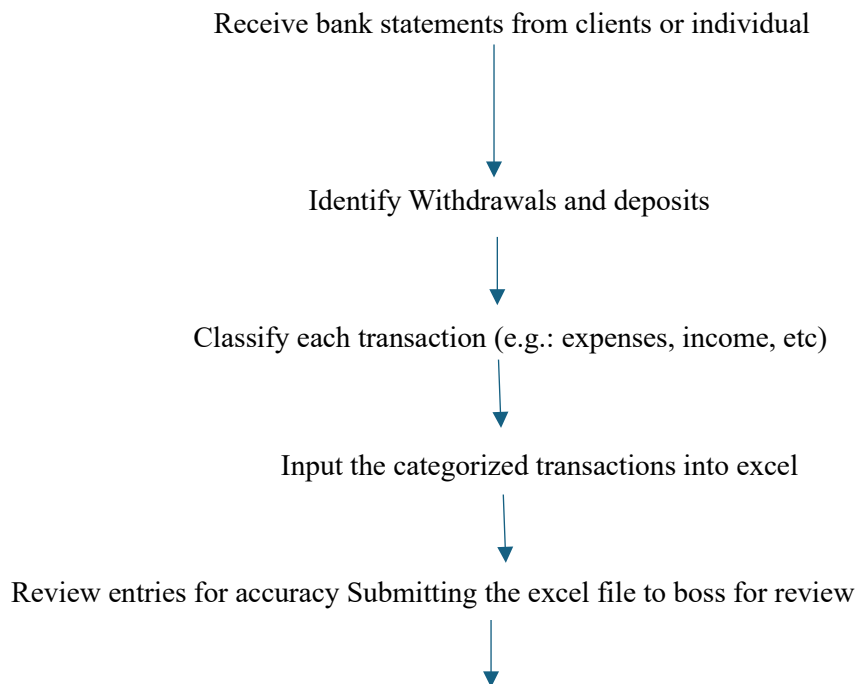 Receive bank statements from clients or individual
Identify Withdrawals and deposits
Classify each transaction (e.g.: expenses, income, etc)
Input the categorized transactions into excel
Review entries for accuracy Submitting the excel file to boss for review